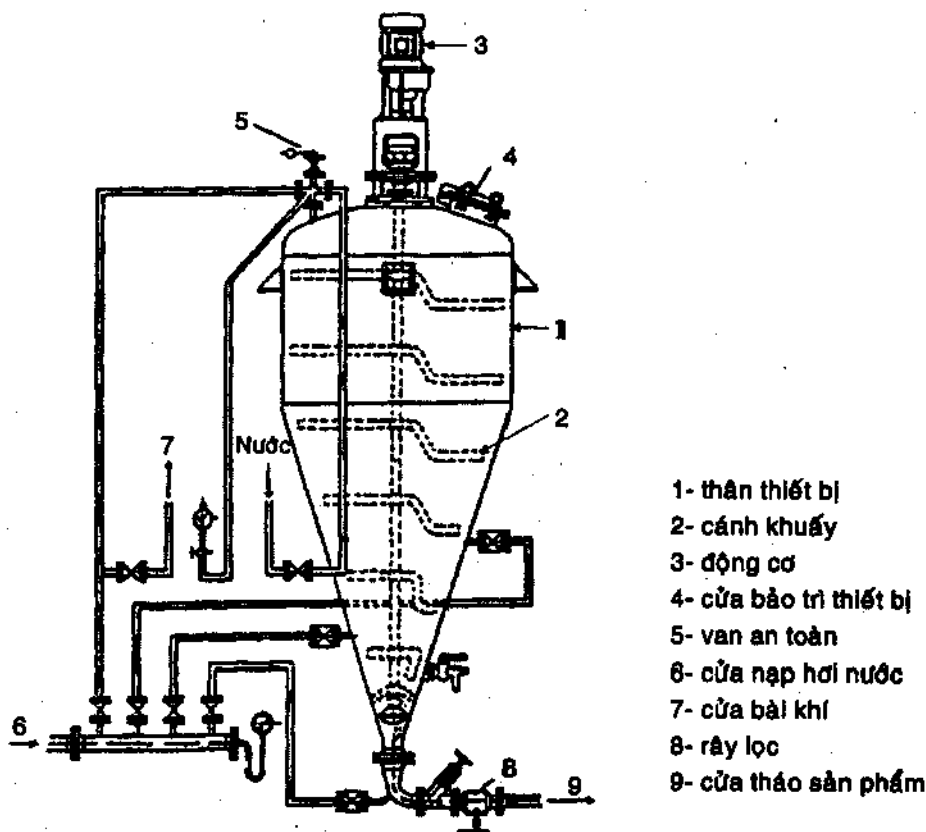 3
5
4
1
2
7
Nước
6
8
9
1- thân thiết bị
2- cánh khuấy
3- động cơ
4- cửa bảo trì thiết bị
5- van an toàn
6- cửa nạp hơi nước
7- cửa bài khí
8- rây lọc
9- cửa tháo sản phẩm